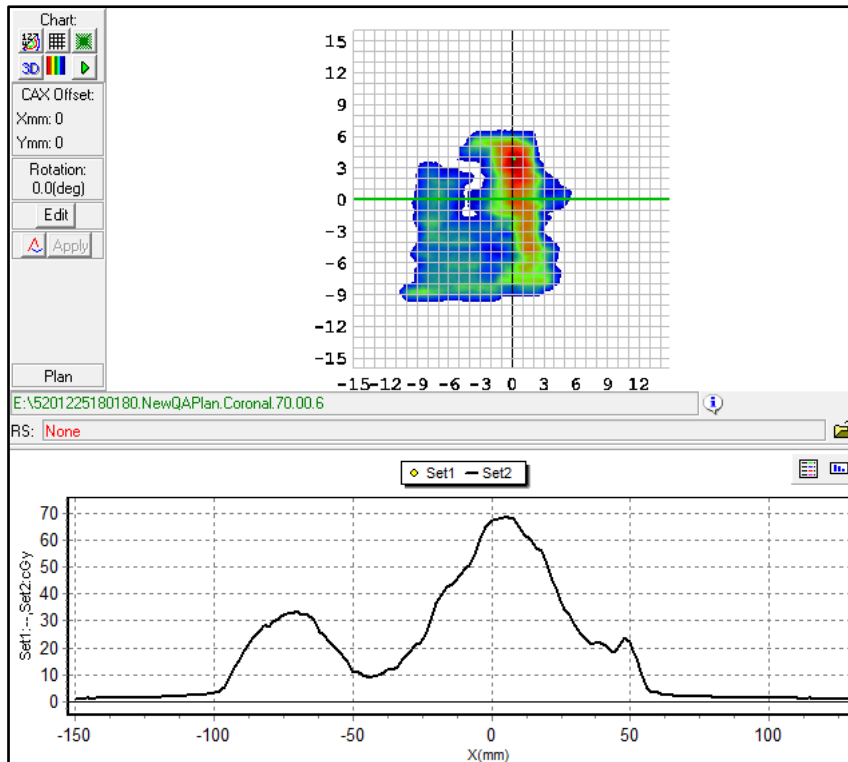 Chart:
123
3D
CAX Offset:
Xmm: 0
Ymm: 0
Rotation:
0.0(deg)
Edit
Apply
Plan
15
12
9
6
3
0
-3
-6
-9
-12
-15
-15-12 -9 -6 -3 0 3 6 9 12
E:\5201225180180.NewQAPlan.Coronal.70.00.6
RS: None
Set1 Set2
Set1:--,Set2:cGy
70
60
50
40
30
20
10
0
-150 -100 -50 0 50 100
X(mm)